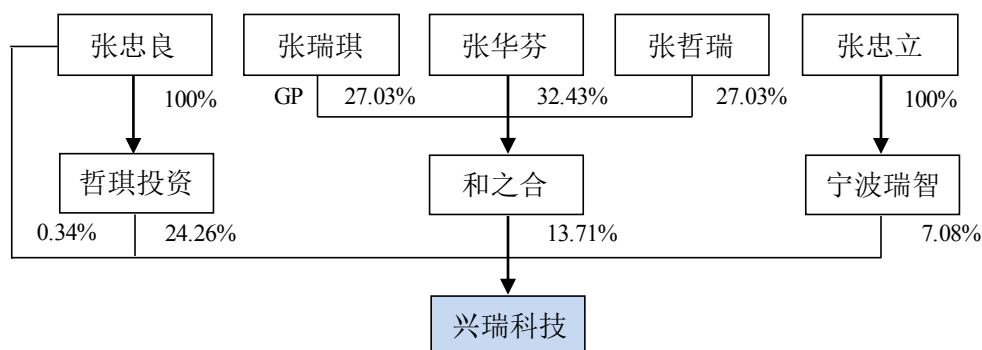 张忠良
张瑞琪
张华芬
张哲瑞
张忠立
100%
GP
27.03%
32.43%
27.03%
100%
哲琪投资
和之合
宁波瑞智
0.34%
24.26%
13.71%
7.08%
兴瑞科技